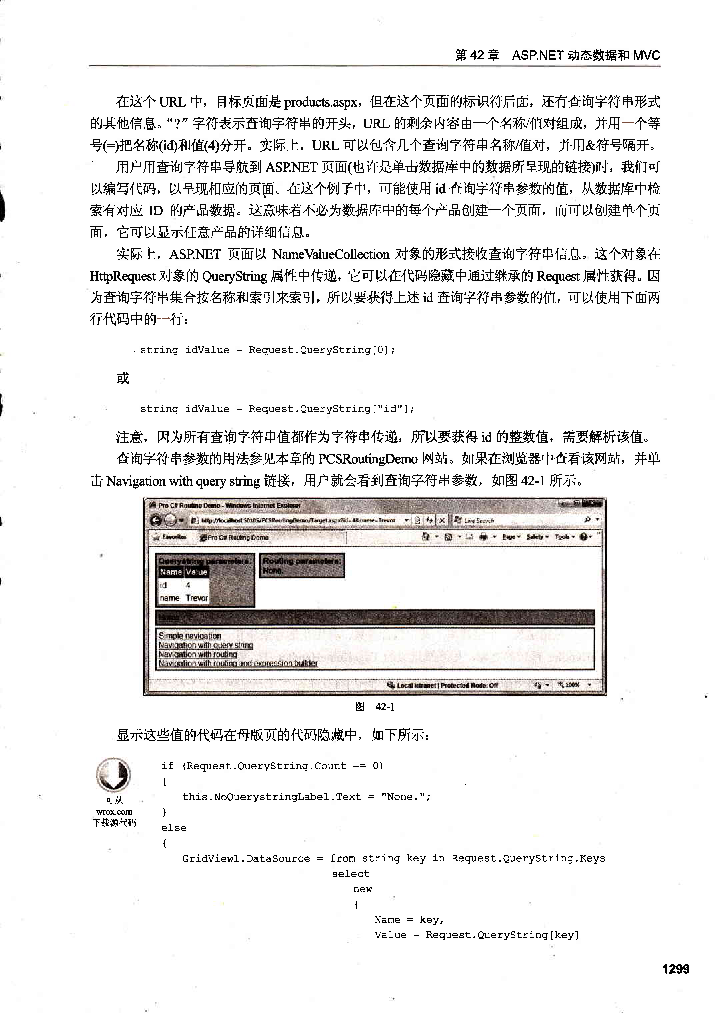 第 42 章 ASP.NET 动态数据和 MVC
在这个 URL 中，目标页面是 products.aspx，但在这个页面的标识符后面，还有查询字符串形式
的其他信息。“?”字符表示查询字符串的开头，URL 的剩余内容由一个名称/值对组成，并用一个等
号(=)把名称(id)和值(4)分开。实际上，URL 可以包含几个查询字符串名称/值对，并用&符号隔开。
用户用查询字符串导航到 ASP.NET 页面(也许是单击数据库中的数据所呈现的链接)时，我们可
以编写代码，以呈现相应的页面。在这个例子中，可能使用 id 查询字符串参数的值，从数据库中检
索有对应 ID 的产品数据。这意味着不必为数据库中的每个产品创建一个页面，而可以创建单个页
面，它可以显示任意产品的详细信息。
实际上，ASP.NET 页面以 NameValueCollection 对象的形式接收查询字符串信息。这个对象在
HttpRequest 对象的 QueryString 属性中传递，它可以在代码隐藏中通过继承的 Request 属性获得。因
为查询字符串集合按名称和索引来索引，所以要获得上述 id 查询字符串参数的值，可以使用下面两
行代码中的一行：
string idValue = Request.QueryString[0];
或
string idValue = Request.QueryString["id"];
注意，因为所有查询字符串值都作为字符串传递，所以要获得 id 的整数值，需要解析该值。
查询字符串参数的用法参见本章的 PCSRoutingDemo 网站。如果在浏览器中查看该网站，并单
击 Navigation with query string 链接，用户就会看到查询字符串参数，如图 42-1 所示。
Pro C# Routing Demo - Windows Internet Explorer
http://localhost:50105/PCSRoutingDemo/Target.aspx?id=4&name=Trevor
Live Search
Favorites Pro C# Routing Demo
Page Safety Tools
Querystring parameters: Routing parameters:
Name Value None.
id 4
name Trevor
Simple navigation
Navigation with query string
Navigation with routing
Navigation with routing and expression builder
Local intranet | Protected Mode: Off 100%
图 42-1
显示这些值的代码在母版页的代码隐藏中，如下所示：
可从
wrox.com
下载源代码
if (Request.QueryString.Count == 0)
{
this.NoQuerystringLabel.Text = "None.";
}
else
{
GridView1.DataSource = from string key in Request.QueryString.Keys
select
new
{
Name = key,
Value = Request.QueryString[key]
1299